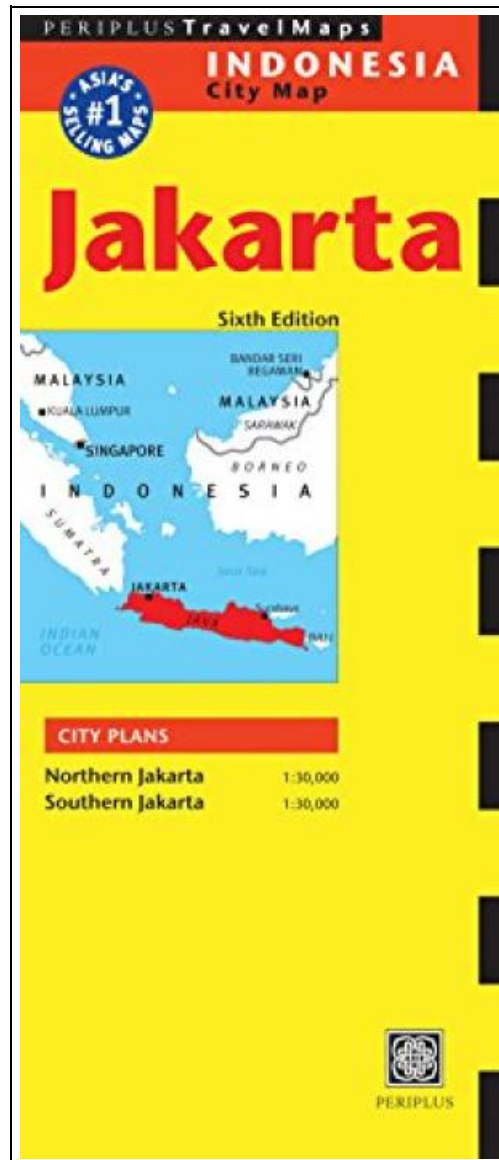 PERIPLUS TravelMaps
INDONESIA
City Map
ASIA'S
#1
SELLING MAPS
Jakarta
Sixth Edition
BANDAR SERI
BEGAWAN
MALAYSIA
MALAYSIA
KUALA LUMPUR
SARAWAK
SINGAPORE
BORNEO
INDONESIA
SUMATRA
Java Sea
JAKARTA
Surabaya
JAVA
BALI
INDIAN
OCEAN
CITY PLANS
Northern Jakarta 1:30,000
Southern Jakarta 1:30,000
PERIPLUS